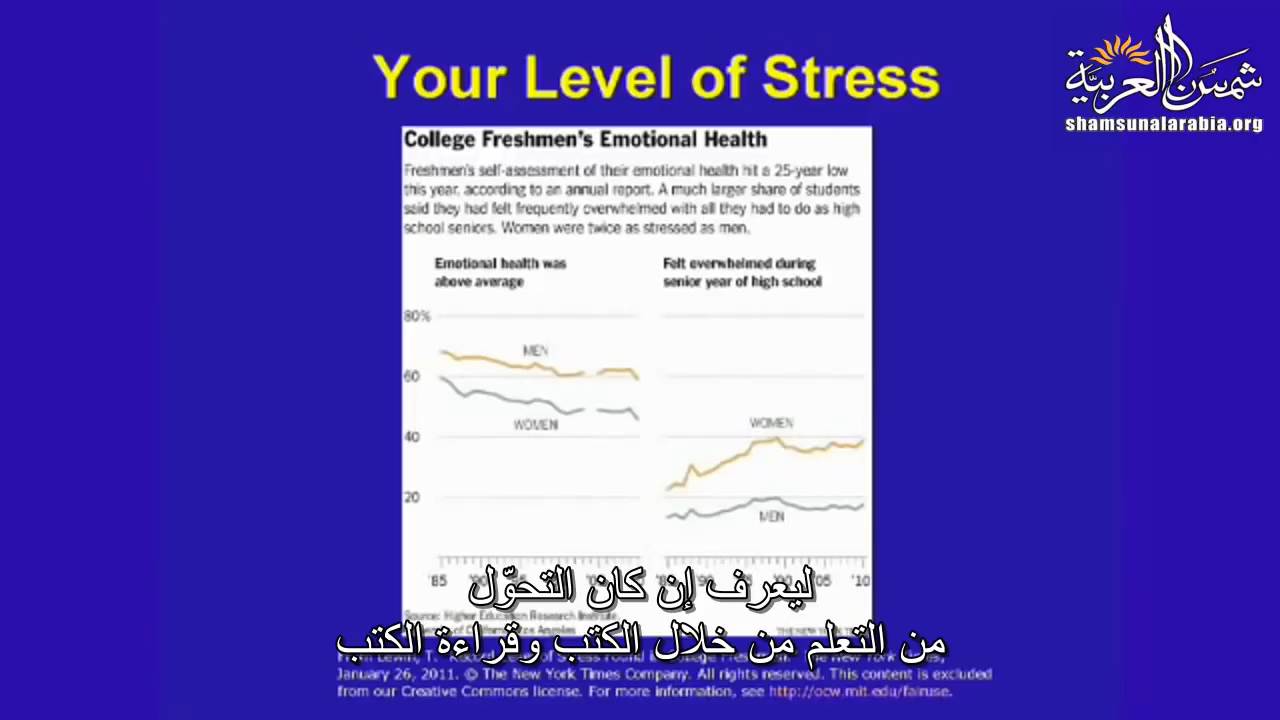 Your Level of Stress
شمسُ العربيّة
shamsunalarabia.org
College Freshmen's Emotional Health
Freshmen's self-assessment of their emotional health hit a 25-year low
this year, according to an annual report. A much larger share of students
said they had felt frequently overwhelmed with all they had to do as high
school seniors. Women were twice as stressed as men.
Emotional health was
above average
Felt overwhelmed during
senior year of high school
80%
MEN
60
WOMEN
40
WOMEN
20
MEN
'85
'05 '10
ليعرف إن كان التحوّل
Source: Higher Education Research Institute,
من التعلم من خلال الكتب وقراءة الكتب
January 26, 2011. © The New York Times Company. All rights reserved. This content is excluded
from our Creative Commons license. For more information, see http://ocw.mit.edu/fairuse.